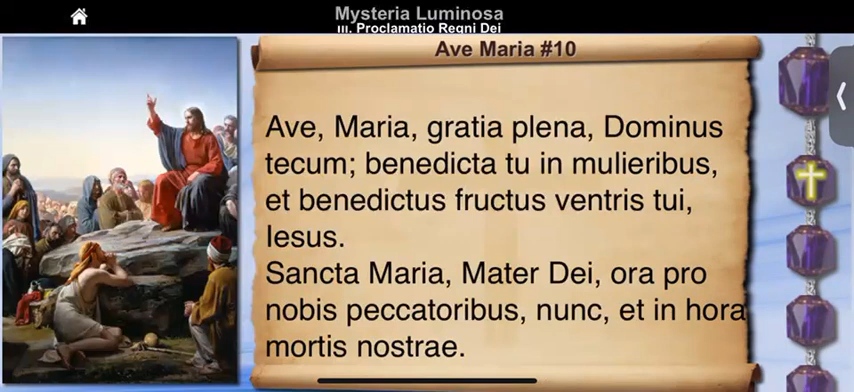 Mysteria Luminosa
III. Proclamatio Regni Dei
Ave Maria #10
Ave, Maria, gratia plena, Dominus
tecum; benedicta tu in mulieribus,
et benedictus fructus ventris tui,
Iesus.
Sancta Maria, Mater Dei, ora pro
nobis peccatoribus, nunc, et in hora
mortis nostrae.